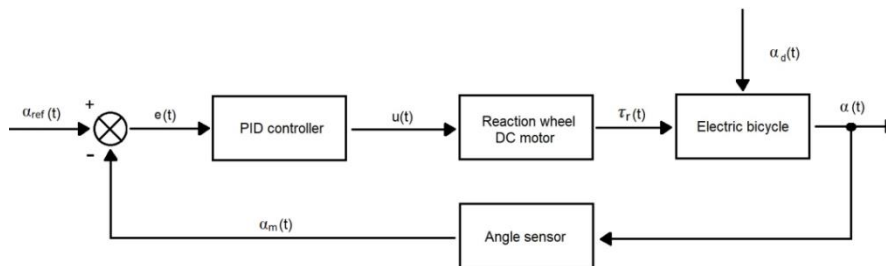 α_d(t)
α_ref(t)
+
−
e(t)
PID controller
u(t)
Reaction wheel
DC motor
τ_r(t)
Electric bicycle
α(t)
α_m(t)
Angle sensor